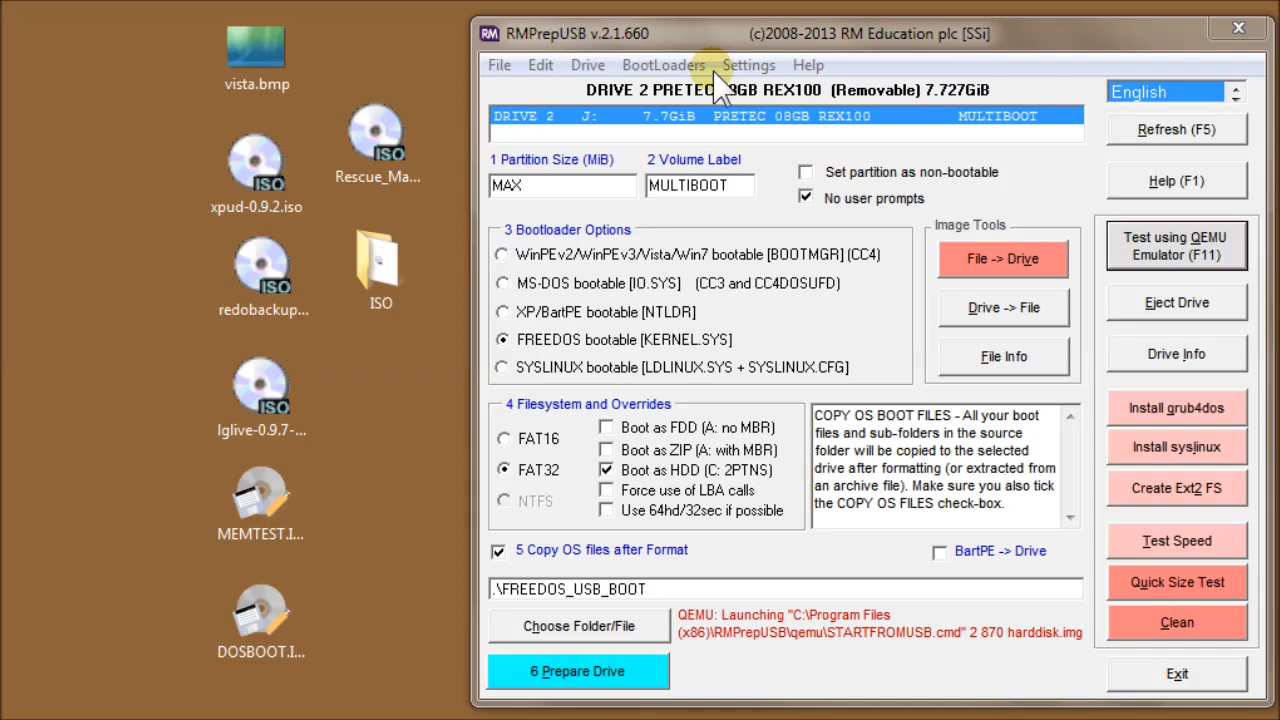 vista.bmp
ISO
xpud-0.9.2.iso
ISO
Rescue_Ma...
ISO
redobackup...
ISO
ISO
lglive-0.9.7-...
MEMTEST.I...
DOSBOOT.I...
RM RMPrepUSB v.2.1.660 (c)2008-2013 RM Education plc [SSi]
File Edit Drive BootLoaders Settings Help
DRIVE 2 PRETEC 08GB REX100 (Removable) 7.727GiB
DRIVE 2 J: 7.7GiB PRETEC 08GB REX100 MULTIBOOT
English
Refresh (F5)
Help (F1)
1 Partition Size (MiB) 2 Volume Label
MAX MULTIBOOT
Set partition as non-bootable
No user prompts
3 Bootloader Options
WinPEv2/WinPEv3/Vista/Win7 bootable [BOOTMGR] (CC4)
MS-DOS bootable [IO.SYS] (CC3 and CC4DOSUFD)
XP/BartPE bootable [NTLDR]
FREEDOS bootable [KERNEL.SYS]
SYSLINUX bootable [LDLINUX.SYS + SYSLINUX.CFG]
Image Tools
File -> Drive
Drive -> File
File Info
Test using QEMU
Emulator (F11)
Eject Drive
Drive Info
Install grub4dos
Install syslinux
Create Ext2 FS
Test Speed
Quick Size Test
Clean
Exit
4 Filesystem and Overrides
FAT16
FAT32
NTFS
Boot as FDD (A: no MBR)
Boot as ZIP (A: with MBR)
Boot as HDD (C: 2PTNS)
Force use of LBA calls
Use 64hd/32sec if possible
COPY OS BOOT FILES - All your boot
files and sub-folders in the source
folder will be copied to the selected
drive after formatting (or extracted from
an archive file). Make sure you also tick
the COPY OS FILES check-box.
5 Copy OS files after Format
BartPE -> Drive
.\FREEDOS_USB_BOOT
Choose Folder/File
QEMU: Launching "C:\Program Files
(x86)\RMPrepUSB\qemu\STARTFROMUSB.cmd" 2 870 harddisk.img
6 Prepare Drive